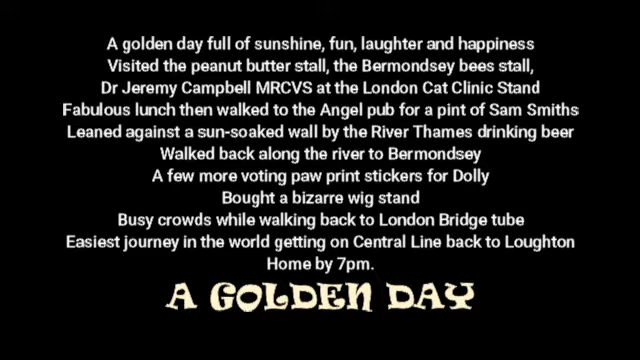 A golden day full of sunshine, fun, laughter and happiness
Visited the peanut butter stall, the Bermondsey bees stall,
Dr Jeremy Campbell MRCVS at the London Cat Clinic Stand
Fabulous lunch then walked to the Angel pub for a pint of Sam Smiths
Leaned against a sun-soaked wall by the River Thames drinking beer
Walked back along the river to Bermondsey
A few more voting paw print stickers for Dolly
Bought a bizarre wig stand
Busy crowds while walking back to London Bridge tube
Easiest journey in the world getting on Central Line back to Loughton
Home by 7pm.
A GOLDEN DAY